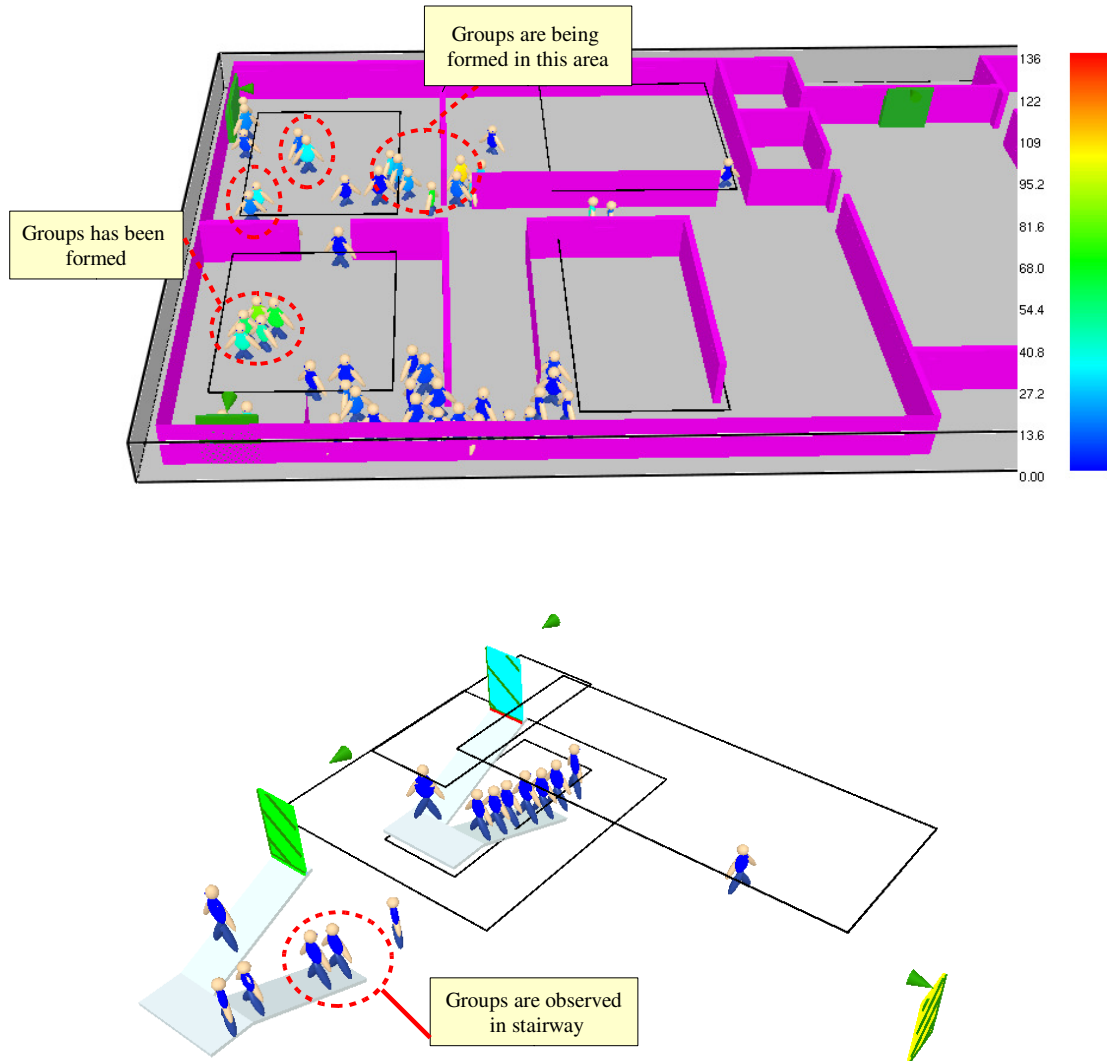 Groups are being
formed in this area
Groups has been
formed
136
122
109
95.2
81.6
68.0
54.4
40.8
27.2
13.6
0.00
Groups are observed
in stairway